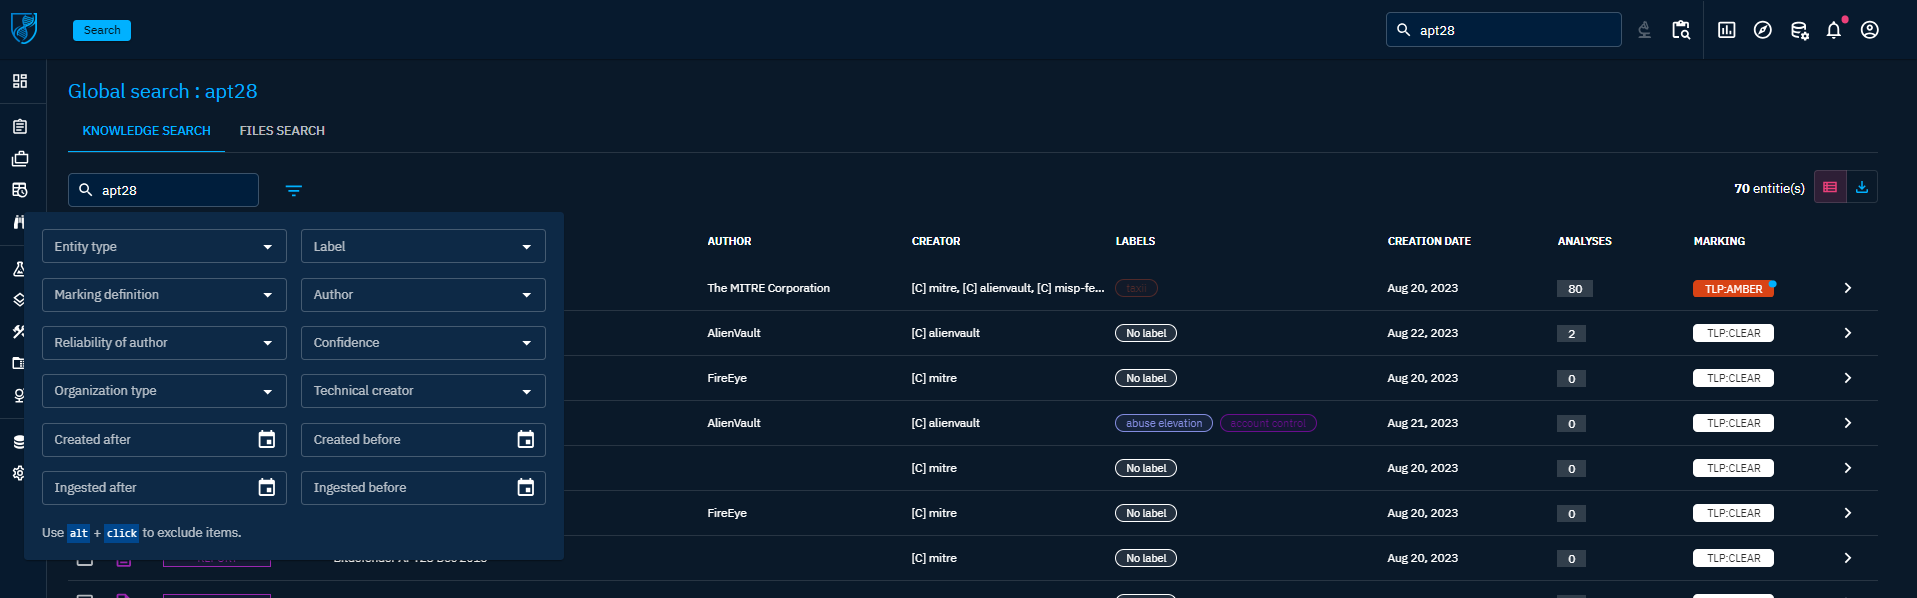 Search
apt28
Global search : apt28
KNOWLEDGE SEARCH FILES SEARCH
apt28
70 entitie(s)
Entity type Label
Marking definition Author
Reliability of author Confidence
Organization type Technical creator
Created after Created before
Ingested after Ingested before
Use alt + click to exclude items.
AUTHOR CREATOR LABELS CREATION DATE ANALYSES MARKING
The MITRE Corporation [C] mitre, [C] alienvault, [C] misp-fe... taxii Aug 20, 2023 80 TLP:AMBER
AlienVault [C] alienvault No label Aug 22, 2023 2 TLP:CLEAR
FireEye [C] mitre No label Aug 20, 2023 0 TLP:CLEAR
AlienVault [C] alienvault abuse elevation account control Aug 21, 2023 0 TLP:CLEAR
[C] mitre No label Aug 20, 2023 0 TLP:CLEAR
FireEye [C] mitre No label Aug 20, 2023 0 TLP:CLEAR
[C] mitre No label Aug 20, 2023 0 TLP:CLEAR